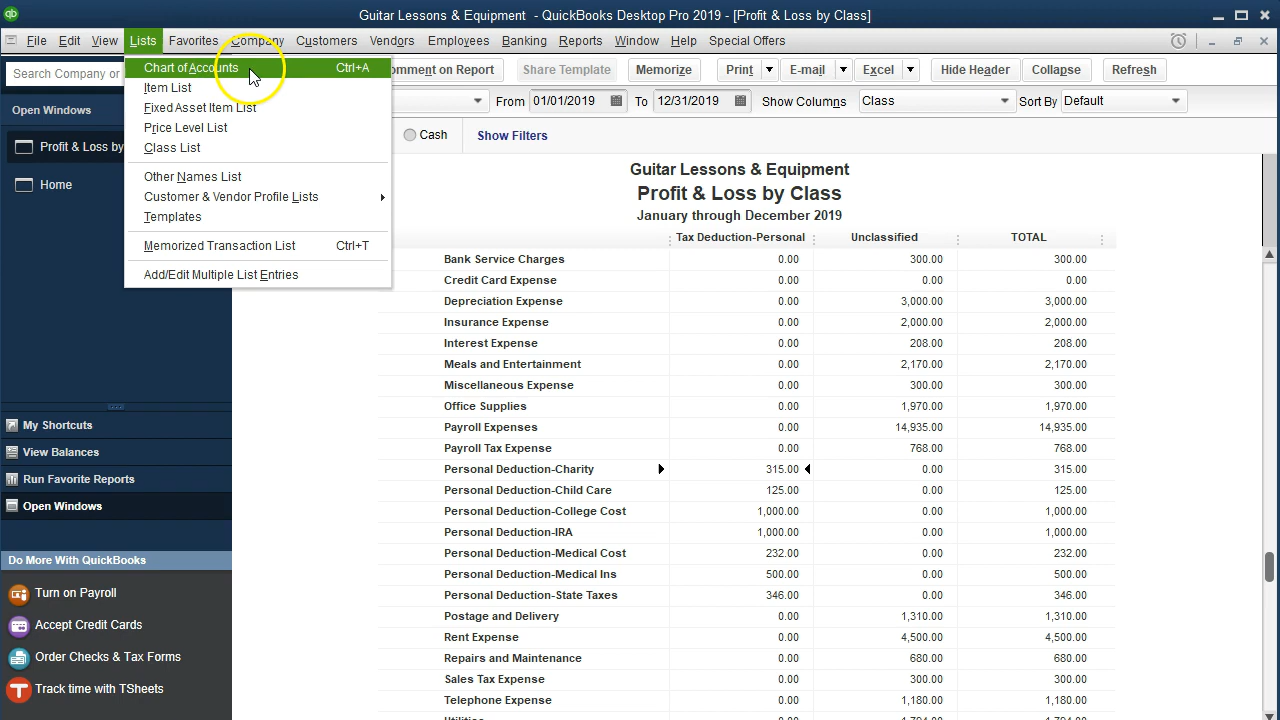 qb
Guitar Lessons & Equipment - QuickBooks Desktop Pro 2019 - [Profit & Loss by Class]
File Edit View Lists Favorites Company Customers Vendors Employees Banking Reports Window Help Special Offers
Search Company or
omment on Report Share Template Memorize Print E-mail Excel Hide Header Collapse Refresh
From 01/01/2019 To 12/31/2019 Show Columns Class Sort By Default
Cash Show Filters
Chart of Accounts Ctrl+A
Item List
Fixed Asset Item List
Price Level List
Class List
Other Names List
Customer & Vendor Profile Lists
Templates
Memorized Transaction List Ctrl+T
Add/Edit Multiple List Entries
Open Windows
Profit & Loss by
Home
My Shortcuts
View Balances
Run Favorite Reports
Open Windows
Do More With QuickBooks
Turn on Payroll
Accept Credit Cards
Order Checks & Tax Forms
T Track time with TSheets
Guitar Lessons & Equipment
Profit & Loss by Class
January through December 2019
Tax Deduction-Personal Unclassified TOTAL
Bank Service Charges 0.00 300.00 300.00
Credit Card Expense 0.00 0.00 0.00
Depreciation Expense 0.00 3,000.00 3,000.00
Insurance Expense 0.00 2,000.00 2,000.00
Interest Expense 0.00 208.00 208.00
Meals and Entertainment 0.00 2,170.00 2,170.00
Miscellaneous Expense 0.00 300.00 300.00
Office Supplies 0.00 1,970.00 1,970.00
Payroll Expenses 0.00 14,935.00 14,935.00
Payroll Tax Expense 0.00 768.00 768.00
Personal Deduction-Charity 315.00 0.00 315.00
Personal Deduction-Child Care 125.00 0.00 125.00
Personal Deduction-College Cost 1,000.00 0.00 1,000.00
Personal Deduction-IRA 1,000.00 0.00 1,000.00
Personal Deduction-Medical Cost 232.00 0.00 232.00
Personal Deduction-Medical Ins 500.00 0.00 500.00
Personal Deduction-State Taxes 346.00 0.00 346.00
Postage and Delivery 0.00 1,310.00 1,310.00
Rent Expense 0.00 4,500.00 4,500.00
Repairs and Maintenance 0.00 680.00 680.00
Sales Tax Expense 0.00 300.00 300.00
Telephone Expense 0.00 1,180.00 1,180.00